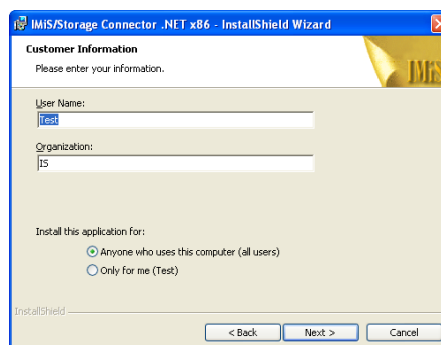 IMiS/Storage Connector .NET x86 - InstallShield Wizard
Customer Information
Please enter your information.
IMiS
User Name:
Test
Organization:
IS
Install this application for:
Anyone who uses this computer (all users)
Only for me (Test)
InstallShield
< Back
Next >
Cancel